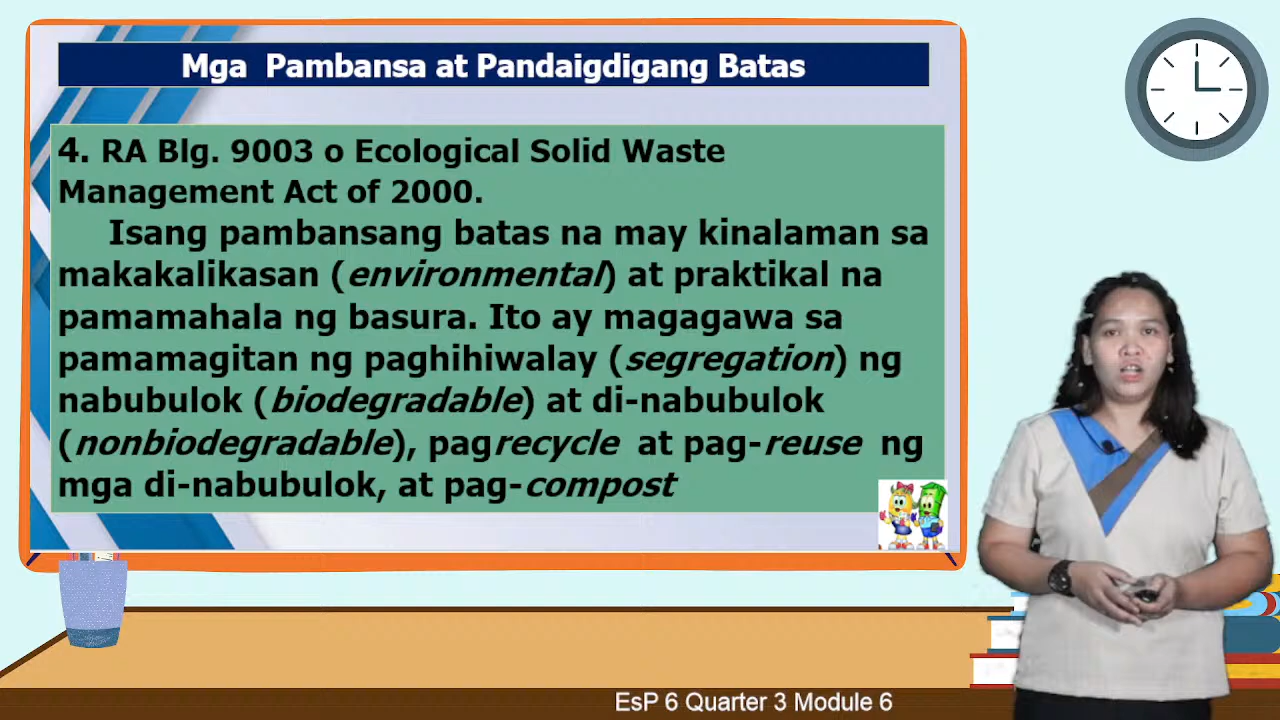 Mga Pambansa at Pandaigdigang Batas
4. RA Blg. 9003 o Ecological Solid Waste
Management Act of 2000.
Isang pambansang batas na may kinalaman sa
makakalikasan (environmental) at praktikal na
pamamahala ng basura. Ito ay magagawa sa
pamamagitan ng paghihiwalay (segregation) ng
nabubulok (biodegradable) at di-nabubulok
(nonbiodegradable), pagrecycle at pag-reuse ng
mga di-nabubulok, at pag-compost
EsP 6 Quarter 3 Module 6